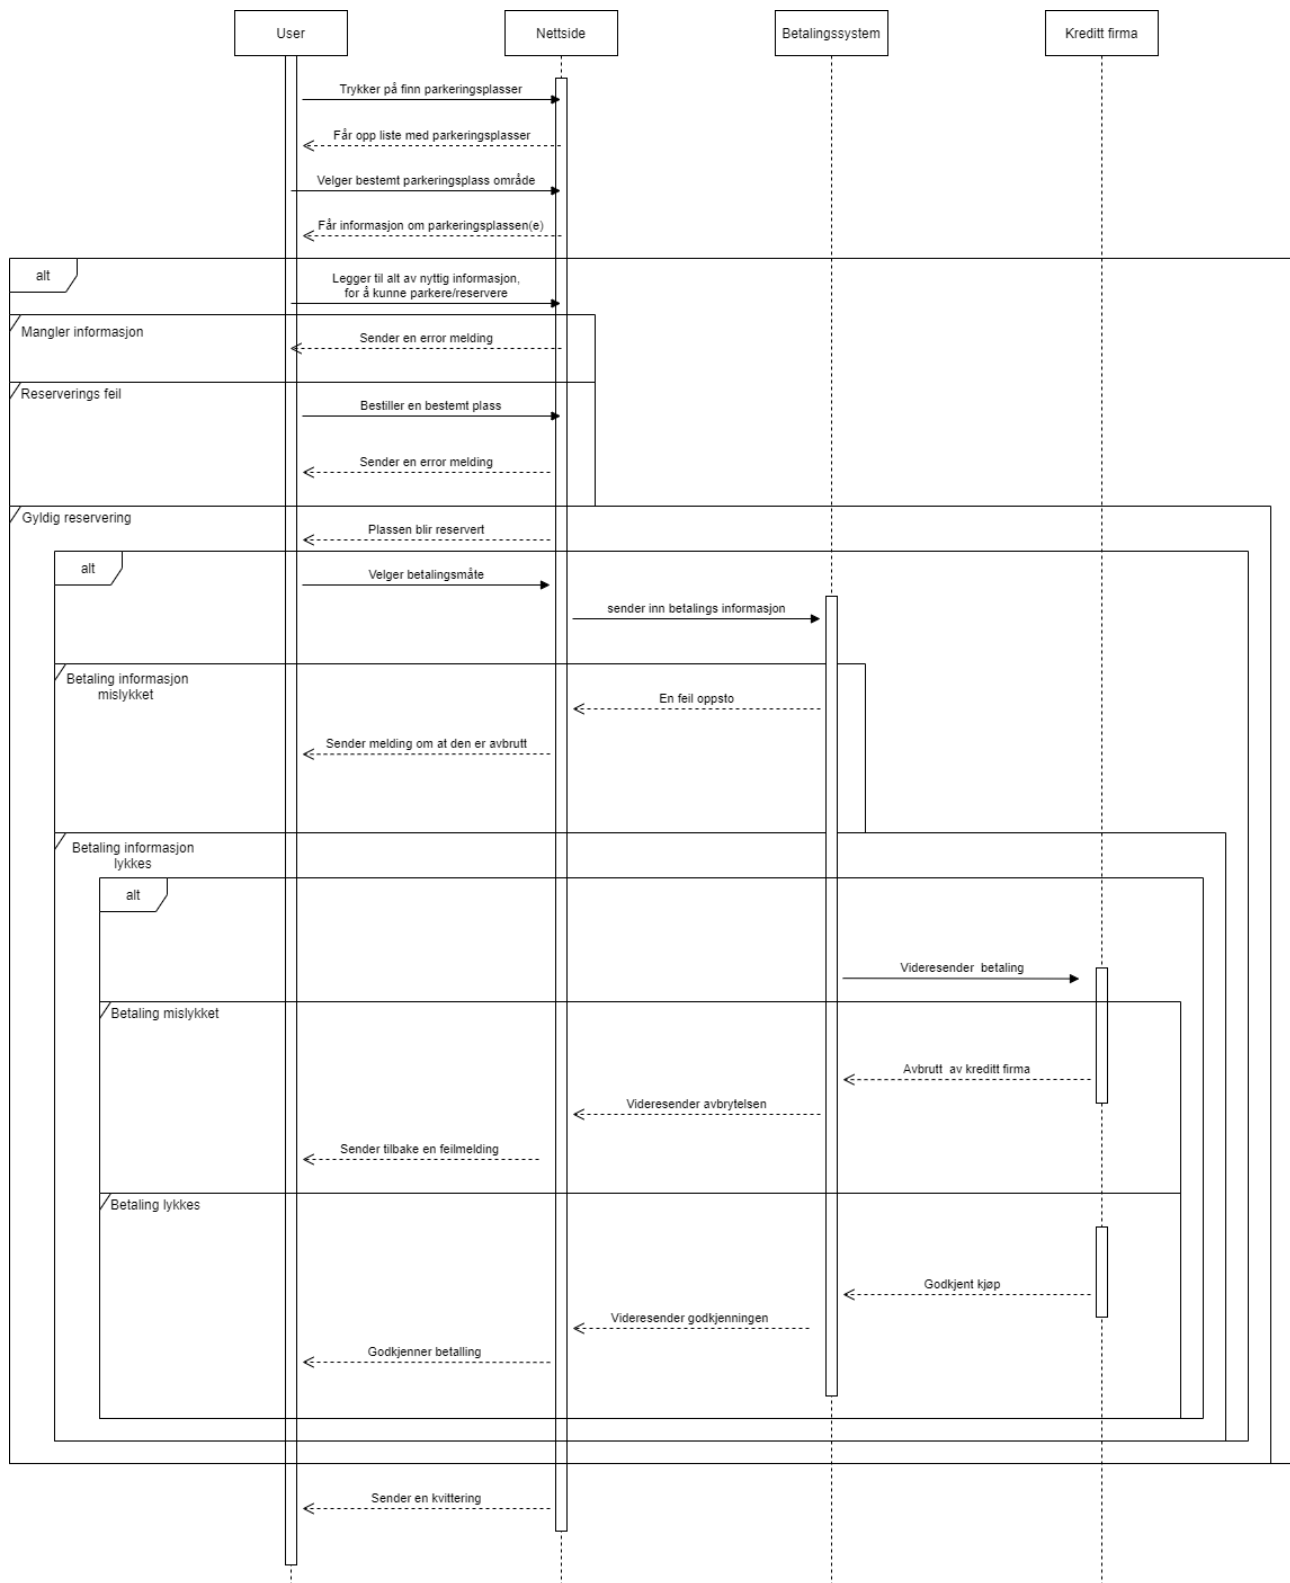 User
Nettside
Betalingssystem
Kreditt firma
Trykker på finn parkeringsplasser
Får opp liste med parkeringsplasser
Velger bestemt parkeringsplass område
Får informasjon om parkeringsplassen(e)
alt
Legger til alt av nyttig informasjon,
for å kunne parkere/reservere
Mangler informasjon
Sender en error melding
Reserverings feil
Bestiller en bestemt plass
Sender en error melding
Gyldig reservering
Plassen blir reservert
alt
Velger betalingsmåte
sender inn betalings informasjon
Betaling informasjon
mislykket
En feil oppsto
Sender melding om at den er avbrutt
Betaling informasjon
lykkes
alt
Videresender  betaling
Betaling mislykket
Avbrutt  av kreditt firma
Videresender avbrytelsen
Sender tilbake en feilmelding
Betaling lykkes
Godkjent kjøp
Videresender godkjenningen
Godkjenner betalling
Sender en kvittering